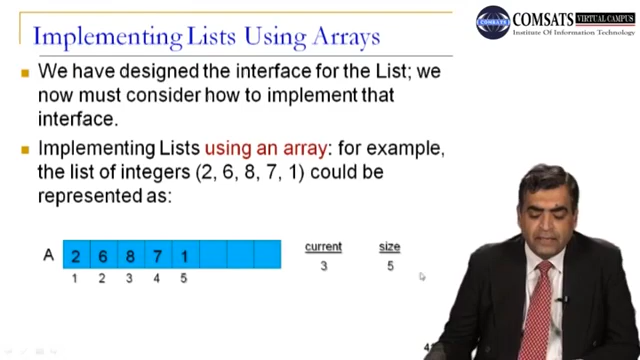 Implementing Lists Using Arrays
COMSATS
COMSATS VIRTUAL CAMPUS
Institute Of Information Technology
We have designed the interface for the List; we
now must consider how to implement that
interface.
Implementing Lists using an array: for example,
the list of integers (2, 6, 8, 7, 1) could be
represented as:
A 2 6 8 7 1
1 2 3 4 5
current size
3 5